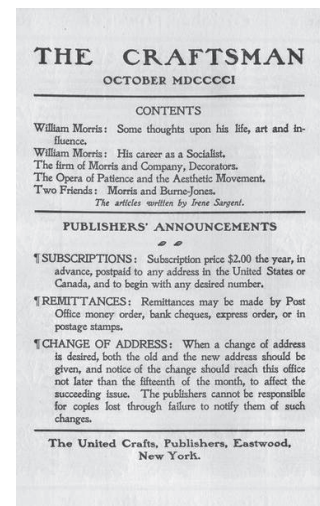 THE CRAFTSMAN
OCTOBER MDCCCCI
CONTENTS
William Morris: Some thoughts upon his life, art and in-
fluence.
William Morris: His career as a Socialist.
The firm of Morris and Company, Decorators.
The Opera of Patience and the Aesthetic Movement.
Two Friends: Morris and Burne-Jones.
The articles written by Irene Sargent.
PUBLISHERS' ANNOUNCEMENTS
¶ SUBSCRIPTIONS: Subscription price $2.00 the year, in
advance, postpaid to any address in the United States or
Canada, and to begin with any desired number.
¶ REMITTANCES: Remittances may be made by Post
Office money order, bank cheques, express order, or in
postage stamps.
¶ CHANGE OF ADDRESS: When a change of address
is desired, both the old and the new address should be
given, and notice of the change should reach this office
not later than the fifteenth of the month, to affect the
succeeding issue. The publishers cannot be responsible
for copies lost through failure to notify them of such
changes.
The United Crafts, Publishers, Eastwood,
New York.